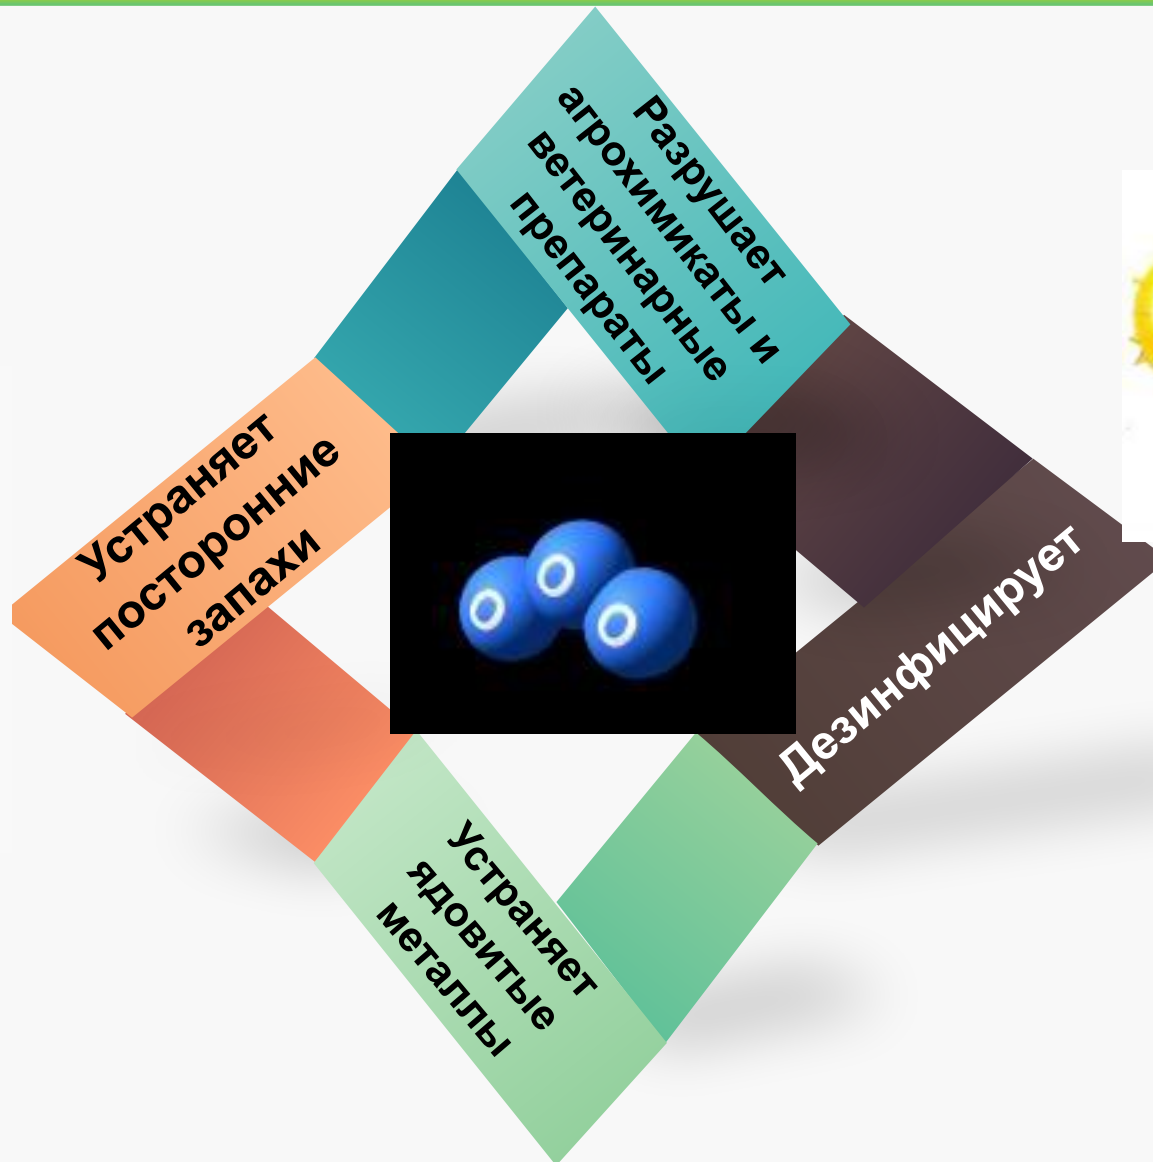 Разрушает
агрохимикаты и
ветеринарные
препараты
Устраняет
посторонние
запахи
O O O
Дезинфицирует
Устраняет
ядовитые
металлы